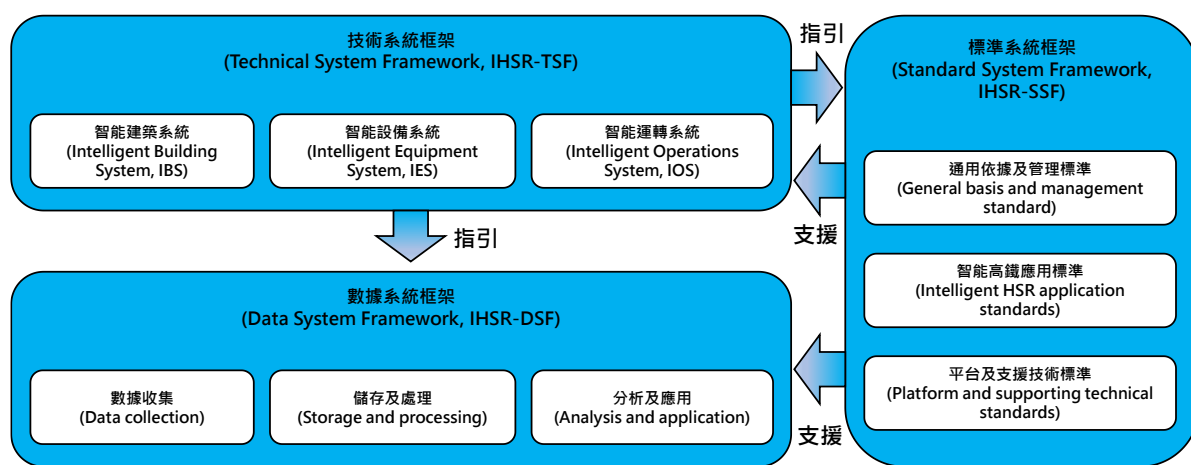 技術系統框架
(Technical System Framework, IHSR-TSF)
智能建築系統
(Intelligent Building
System, IBS)
智能設備系統
(Intelligent Equipment
System, IES)
智能運轉系統
(Intelligent Operations
System, IOS)
指引
支援
指引
數據系統框架
(Data System Framework, IHSR-DSF)
數據收集
(Data collection)
儲存及處理
(Storage and processing)
分析及應用
(Analysis and application)
支援
標準系統框架
(Standard System Framework,
IHSR-SSF)
通用依據及管理標準
(General basis and management
standard)
智能高鐵應用標準
(Intelligent HSR application
standards)
平台及支援技術標準
(Platform and supporting technical
standards)